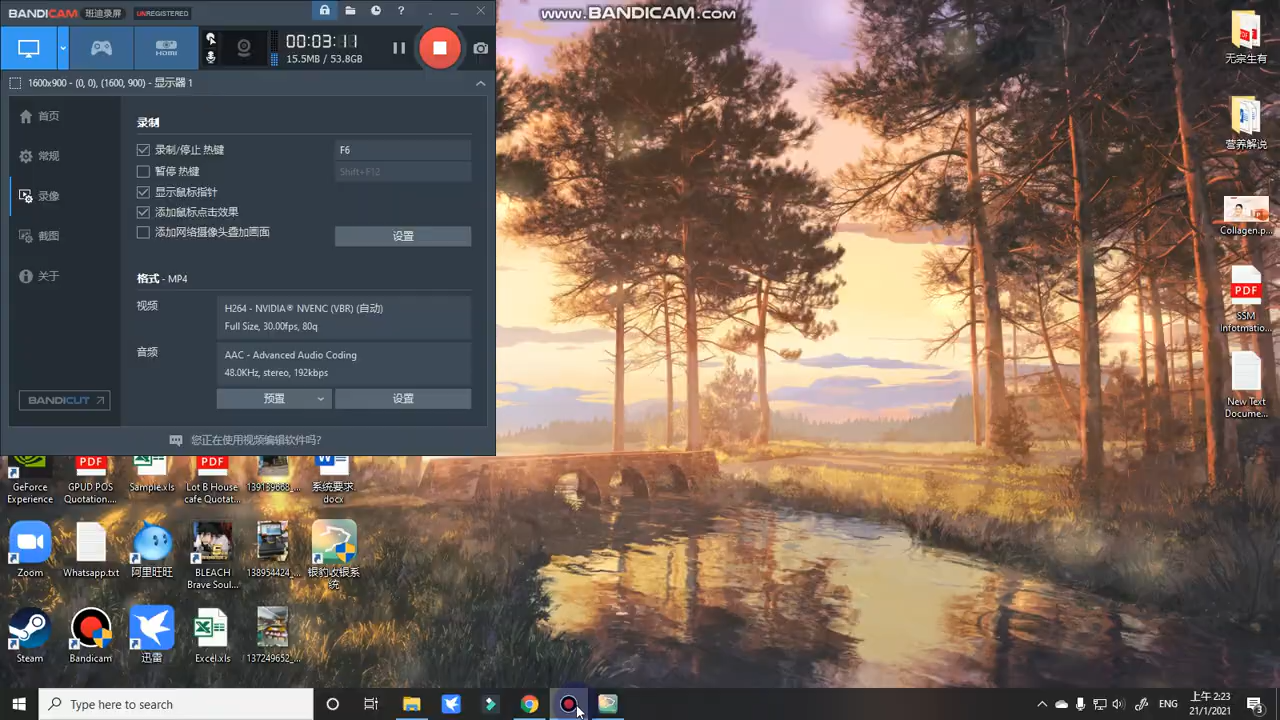 BANDICAM 班迪录屏 UNREGISTERED
www.BANDICAM.com
HDMI
00:03:11
15.5MB / 53.8GB
1600x900 - (0, 0), (1600, 900) - 显示器 1
首页
常规
录像
截图
关于
BANDICUT
录制
录制/停止 热键
F6
暂停 热键
Shift+F12
显示鼠标指针
添加鼠标点击效果
添加网络摄像头叠加画面
设置
格式 - MP4
视频
H264 - NVIDIA® NVENC (VBR) (自动)
Full Size, 30.00fps, 80q
音频
AAC - Advanced Audio Coding
48.0KHz, stereo, 192kbps
预置
设置
您正在使用视频编辑软件吗?
无宗生有
营养解说
Collagen.p...
PDF
SSM
Infotmatio...
New Text
Docume...
GeForce
Experience
PDF
GPUD POS
Quotation....
Sample.xls
PDF
Lot B House
cafe Quotat...
139139668_...
系统要求
docx
Zoom
Whatsapp.txt
阿里旺旺
BLEACH
Brave Soul...
138954424_...
银豹收银系
统
Steam
Bandicam
迅雷
Excel.xls
137249652_...
Type here to search
ENG
上午 2:23
21/1/2021
3